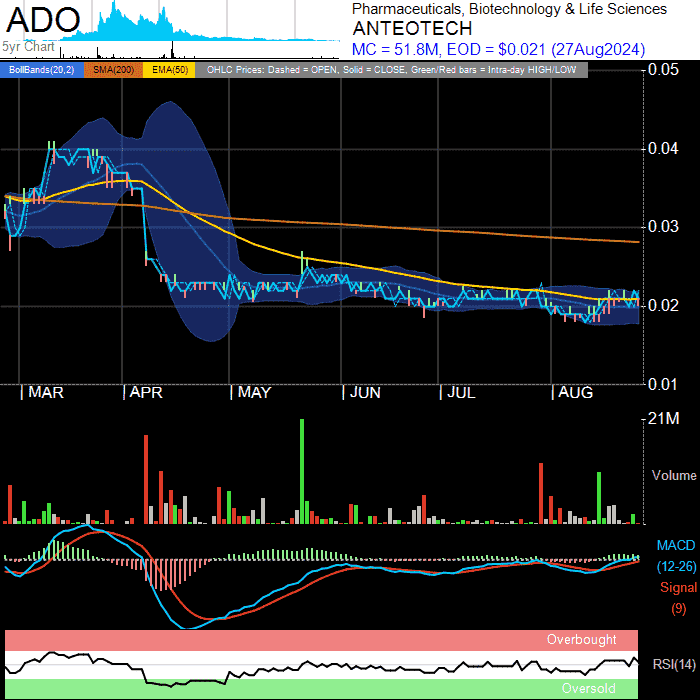 ADO
5yr Chart
Pharmaceuticals, Biotechnology & Life Sciences
ANTEOTECH
MC = 51.8M, EOD = $0.021 (27Aug2024)
BollBands(20,2) SMA(200) EMA(50) OHLC Prices: Dashed = OPEN, Solid = CLOSE, Green/Red bars = Intra-day HIGH/LOW
0.05
0.04
0.03
0.02
0.01
MAR APR MAY JUN JUL AUG
21M
Volume
MACD
(12-26)
Signal
(9)
Overbought
RSI(14)
Oversold